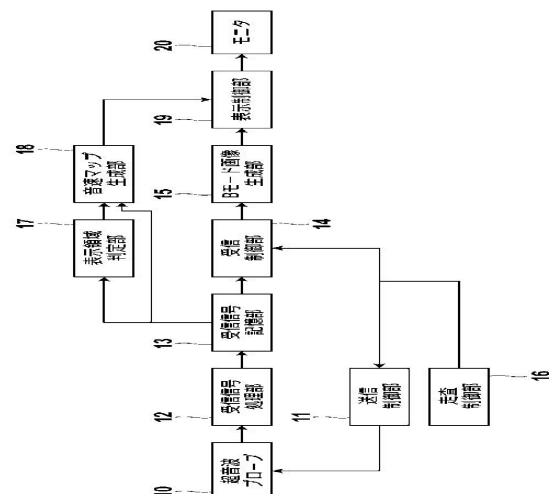 10
超音波
プローブ
12
受信信号
処理部
13
受信信号
記憶部
17
表示領域
判定部
18
音速マップ
生成部
14
受信
制御部
15
Bモード画像
生成部
19
表示制御部
20
モニタ
11
送信
制御部
16
走査
制御部